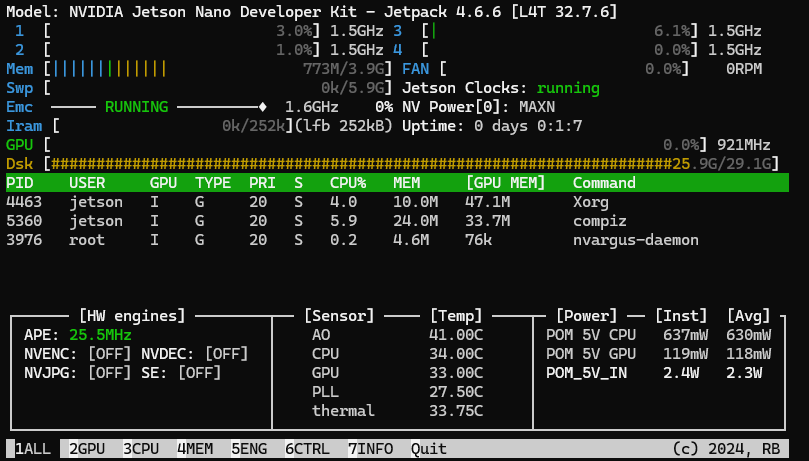 Model: NVIDIA Jetson Nano Developer Kit - Jetpack 4.6.6 [L4T 32.7.6]
1 [ 3.0%] 1.5GHz 3 [| 6.1%] 1.5GHz
2 [ 1.0%] 1.5GHz 4 [ 0.0%] 1.5GHz
Mem [||||||||||||| 773M/3.9G] FAN [ 0.0%] 0RPM
Swp [ 0k/5.9G] Jetson Clocks: running
Emc RUNNING 1.6GHz 0% NV Power[0]: MAXN
Iram [ 0k/252k](lfb 252kB) Uptime: 0 days 0:1:7
GPU [ 0.0%] 921MHz
Dsk [#####################################################################25.9G/29.1G]
PID USER GPU TYPE PRI S CPU% MEM [GPU MEM] Command
4463 jetson I G 20 S 4.0 10.0M 47.1M Xorg
5360 jetson I G 20 S 5.9 24.0M 33.7M compiz
3976 root I G 20 S 0.2 4.6M 76k nvargus-daemon
[HW engines] [Sensor] [Temp] [Power] [Inst] [Avg]
APE: 25.5MHz AO 41.00C POM 5V CPU 637mW 630mW
NVENC: [OFF] NVDEC: [OFF] CPU 34.00C POM 5V GPU 119mW 118mW
NVJPG: [OFF] SE: [OFF] GPU 33.00C POM_5V_IN 2.4W 2.3W
PLL 27.50C
thermal 33.75C
1ALL 2GPU 3CPU 4MEM 5ENG 6CTRL 7INFO Quit (c) 2024, RB